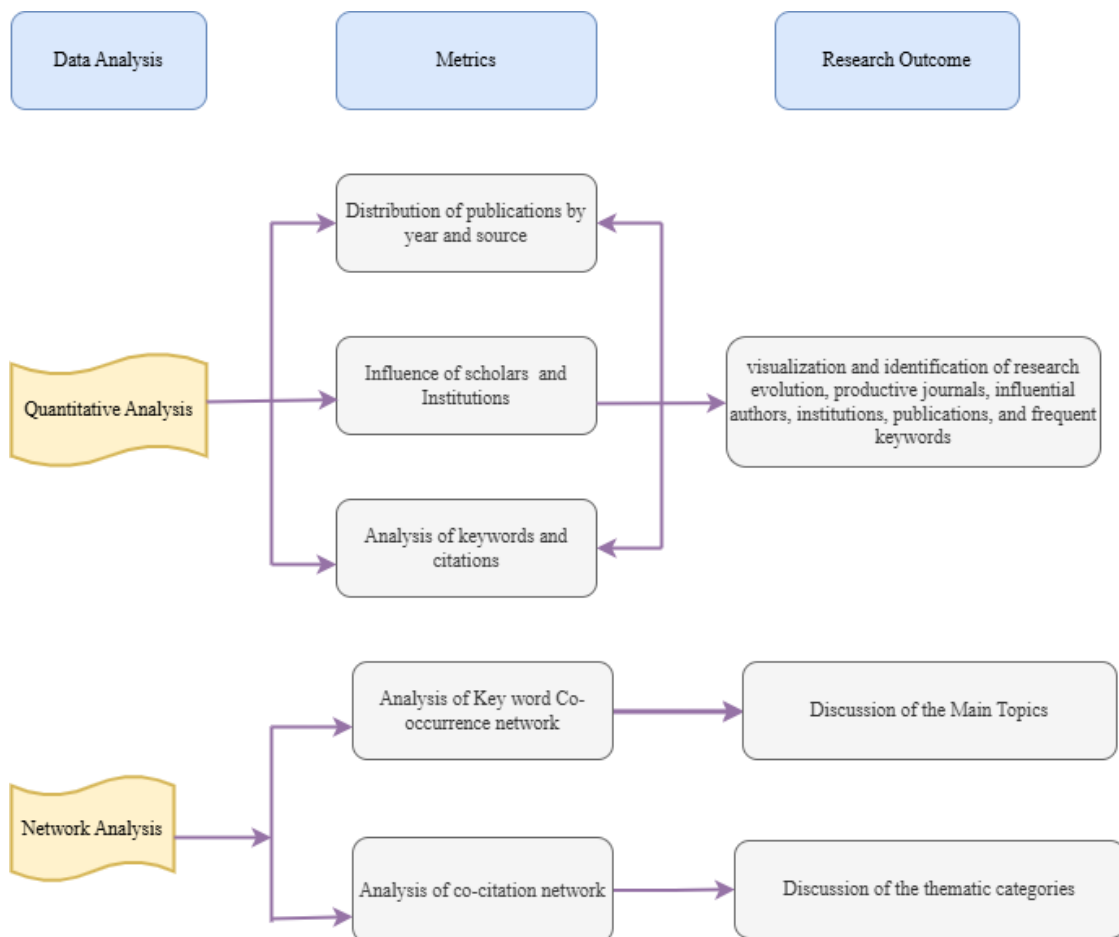 Data Analysis
Metrics
Research Outcome
Distribution of publications by
year and source
Quantitative Analysis
Influence of scholars and
Institutions
visualization and identification of research
evolution, productive journals, influential
authors, institutions, publications, and frequent
keywords
Analysis of keywords and
citations
Network Analysis
Analysis of Key word Co-
occurrence network
Discussion of the Main Topics
Analysis of co-citation network
Discussion of the thematic categories